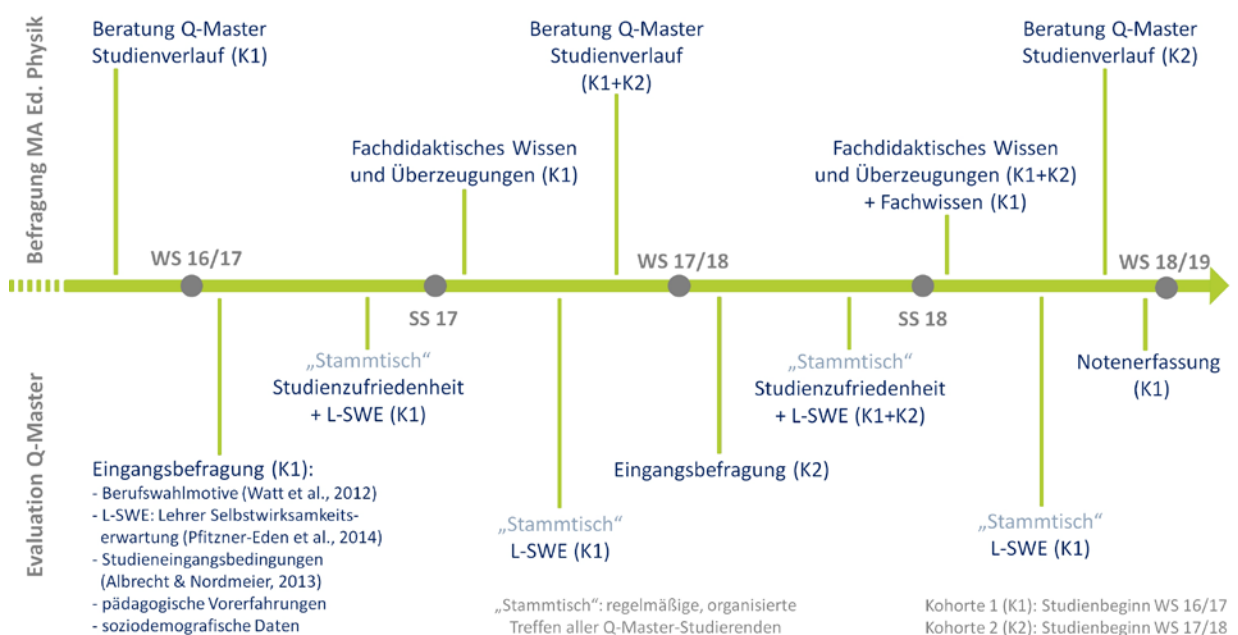 Befragung MA Ed. Physik
Beratung Q-Master
Studienverlauf (K1)
Beratung Q-Master
Studienverlauf
(K1+K2)
Beratung Q-Master
Studienverlauf (K2)
Fachdidaktisches Wissen
und Überzeugungen (K1)
Fachdidaktisches Wissen
und Überzeugungen (K1+K2)
+ Fachwissen (K1)
WS 16/17
WS 17/18
WS 18/19
SS 17
SS 18
Evaluation Q-Master
„Stammtisch“
Studienzufriedenheit
+ L-SWE (K1)
„Stammtisch“
Studienzufriedenheit
+ L-SWE (K1+K2)
Notenerfassung
(K1)
Eingangsbefragung (K1):
- Berufswahlmotive (Watt et al., 2012)
- L-SWE: Lehrer Selbstwirksamkeits-
erwartung (Pfitzner-Eden et al., 2014)
- Studieneingangsbedingungen
(Albrecht & Nordmeier, 2013)
- pädagogische Vorerfahrungen
- soziodemografische Daten
Eingangsbefragung (K2)
„Stammtisch“
L-SWE (K1)
„Stammtisch“
L-SWE (K1)
„Stammtisch“: regelmäßige, organisierte
Treffen aller Q-Master-Studierenden
Kohorte 1 (K1): Studienbeginn WS 16/17
Kohorte 2 (K2): Studienbeginn WS 17/18